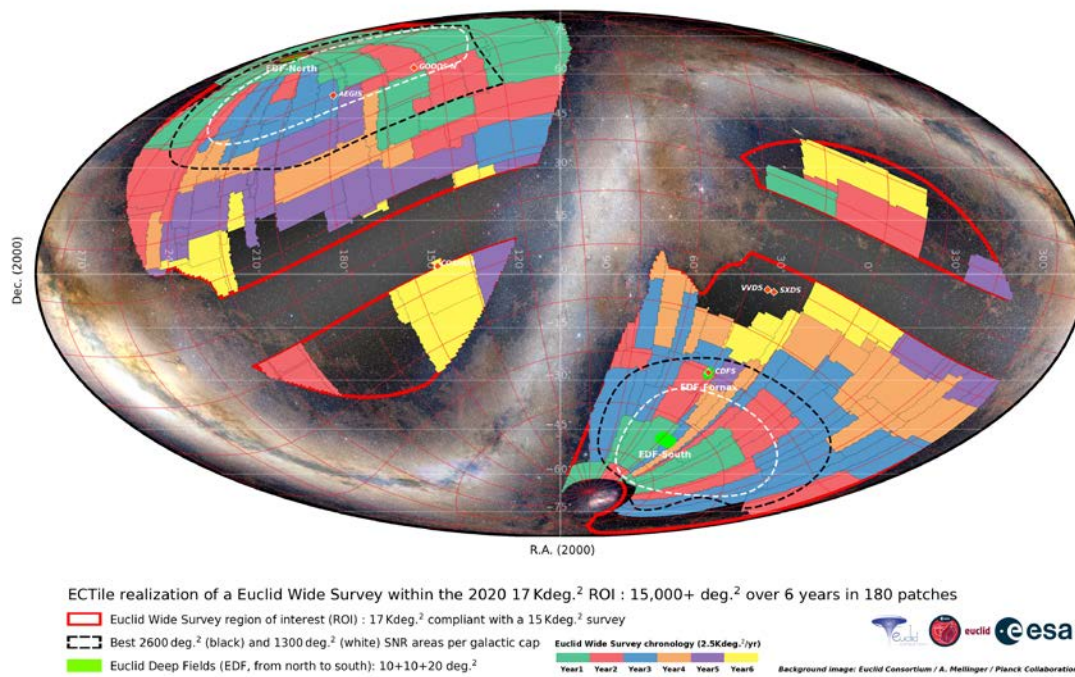 EDF-North
GOODS-N
AEGIS
60°
45°
30°
15°
270
210
180
150
120
90
60
30
0
330
300
Dec. (2000)
VVDS
SXDS
CDFS
EDF-Fornax
−30°
−45°
EDF-South
−60°
−75°
R.A. (2000)
ECTile realization of a Euclid Wide Survey within the 2020 17 Kdeg.² ROI : 15,000+ deg.² over 6 years in 180 patches
Euclid Wide Survey region of interest (ROI) : 17 Kdeg.² compliant with a 15 Kdeg.² survey
Best 2600 deg.² (black) and 1300 deg.² (white) SNR areas per galactic cap
Euclid Deep Fields (EDF, from north to south): 10+10+20 deg.²
Euclid Wide Survey chronology (2.5Kdeg.²/yr)
Year1 Year2 Year3 Year4 Year5 Year6
euclid
euclid
esa
Background image: Euclid Consortium / A. Mellinger / Planck Collaboration